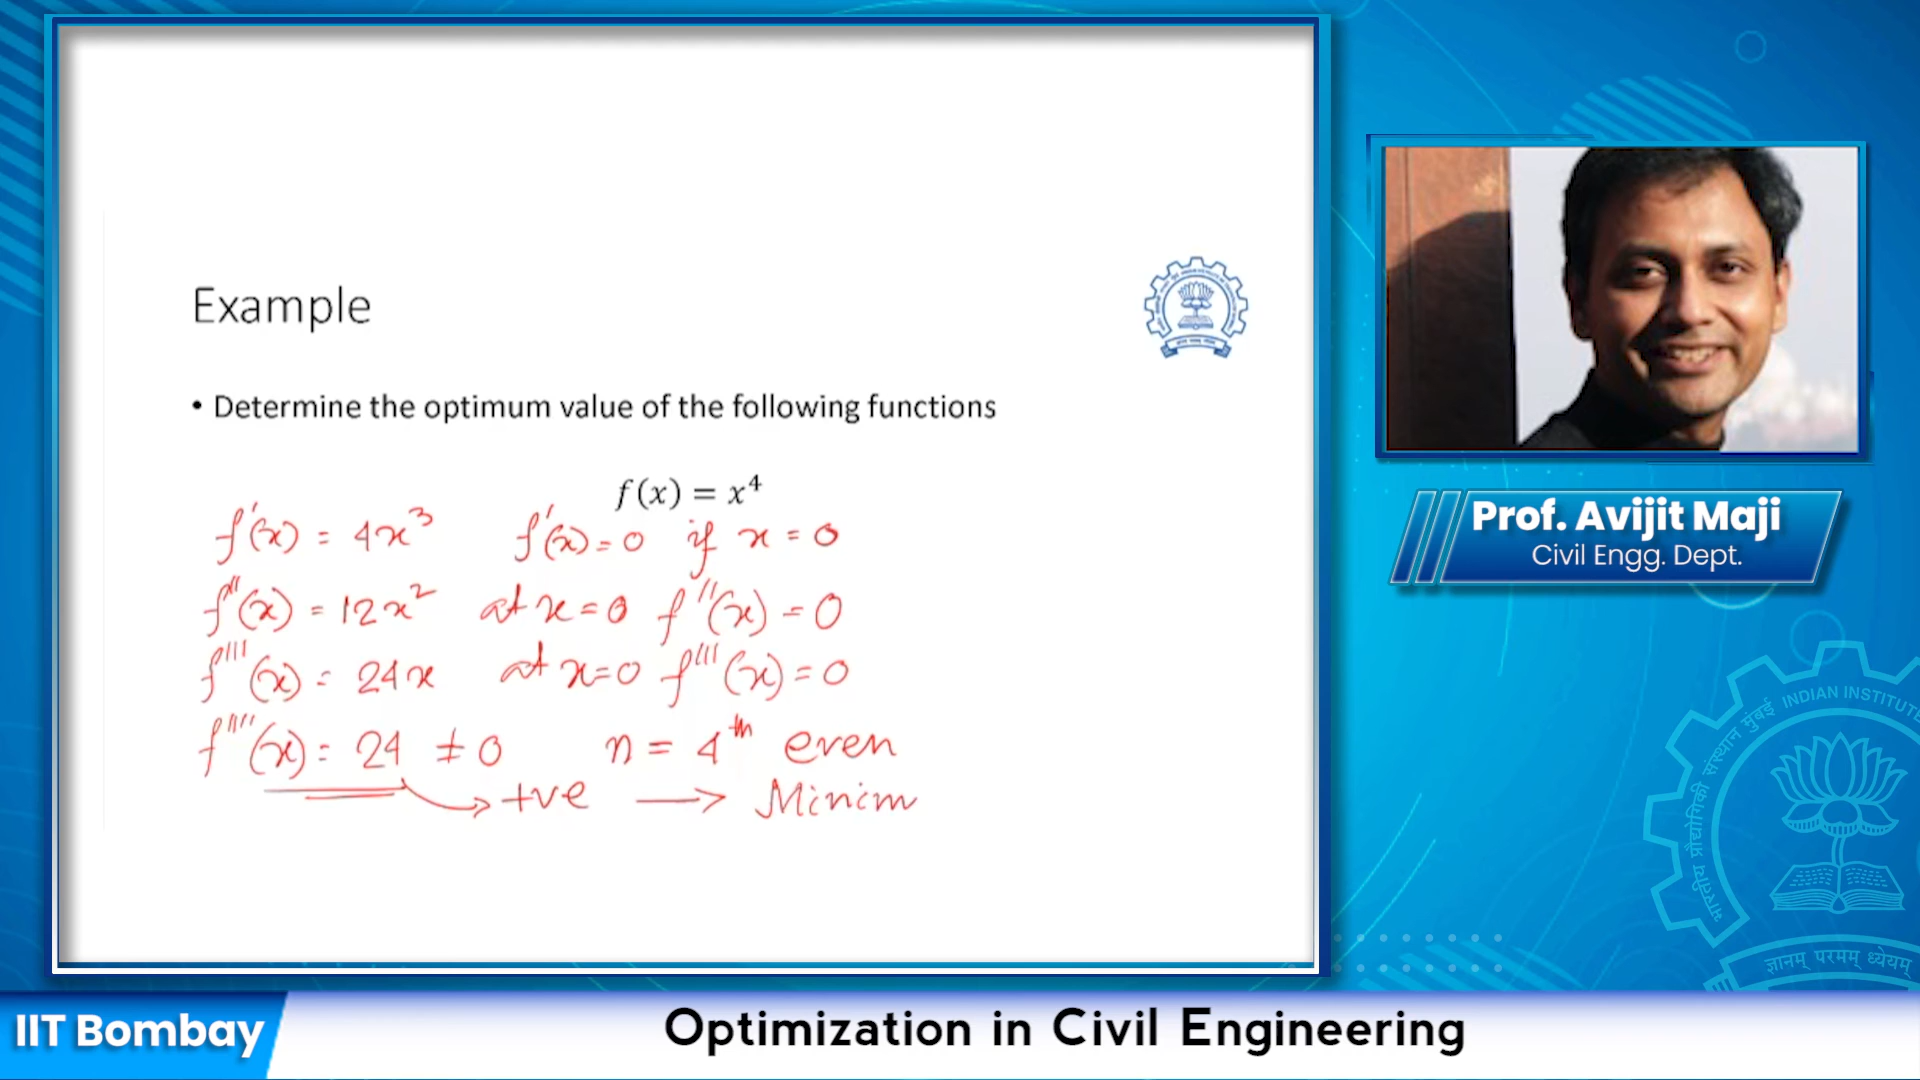 Example
• Determine the optimum value of the following functions
f(x) = x⁴
f'(x) = 4x³ f'(x) = 0 if x = 0
f''(x) = 12x² at x = 0 f''(x) = 0
f'''(x) = 24x at x=0 f'''(x) = 0
f''''(x) = 24 ≠ 0 n = 4th even
+ve → Minim
Prof. Avijit Maji
Civil Engg. Dept.
INDIAN INSTITUTE
भारतीय प्रौद्योगिकी संस्थान मुंबई
ज्ञानम् परमम् ध्येयम्
IIT Bombay
Optimization in Civil Engineering